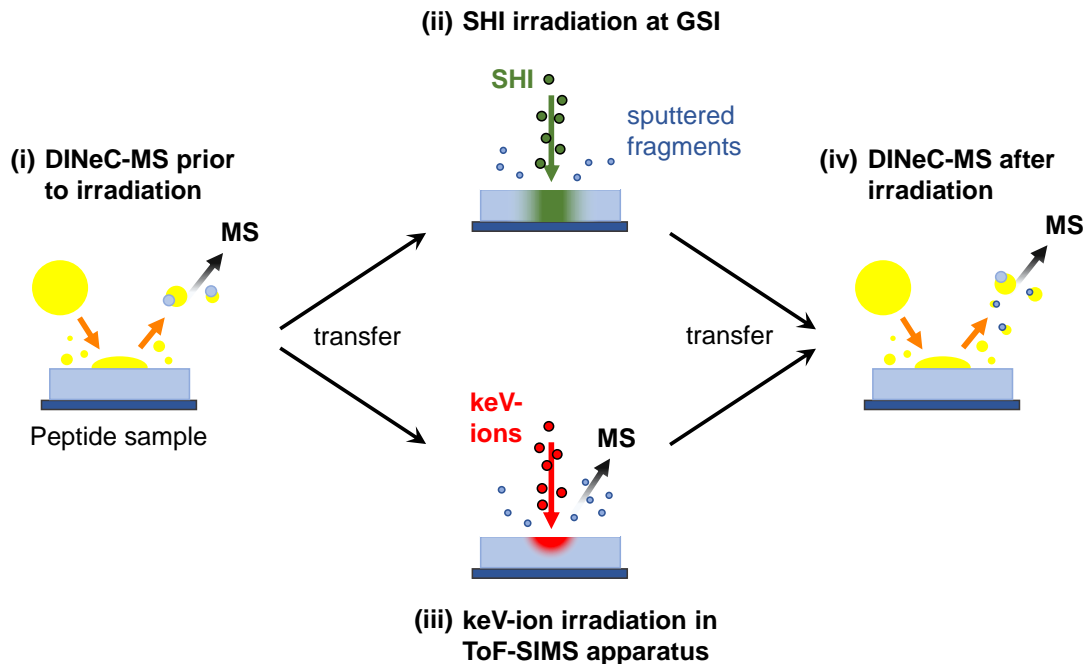 (ii) SHI irradiation at GSI
SHI
sputtered
fragments
(i) DINeC-MS prior
to irradiation
MS
Peptide sample
transfer
transfer
(iv) DINeC-MS after
irradiation
MS
keV-
ions
MS
(iii) keV-ion irradiation in
ToF-SIMS apparatus